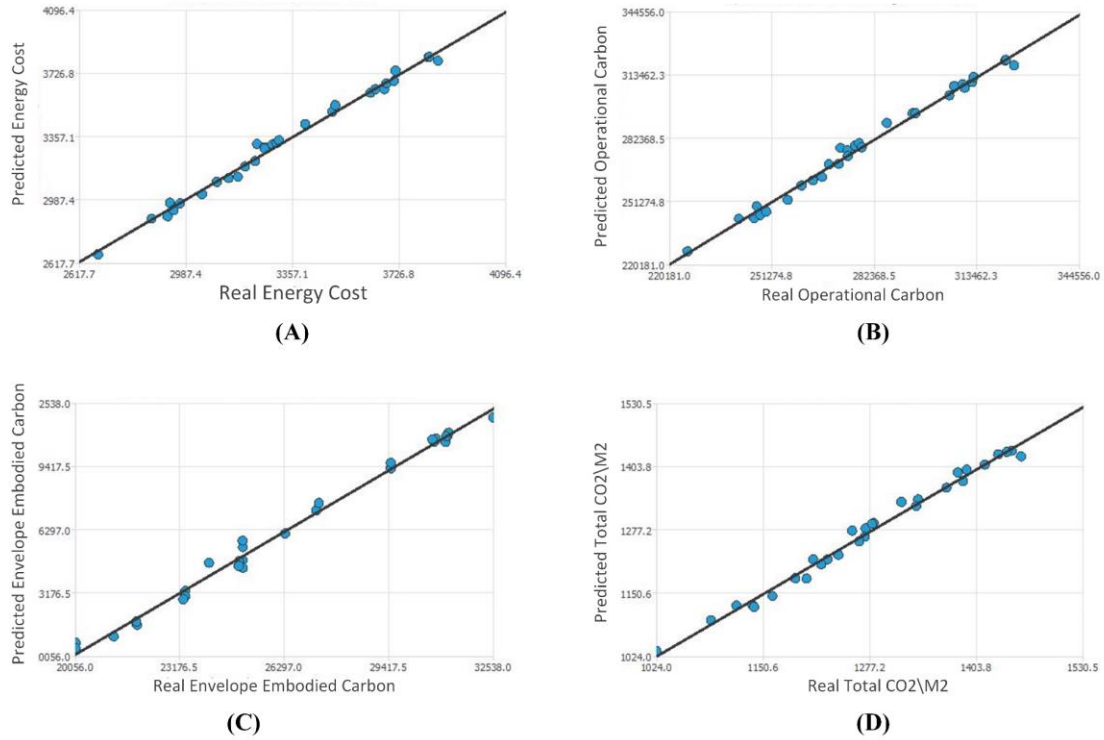 4096.4
3726.8
3357.1
2987.4
2617.7
Predicted Energy Cost
2617.7 2987.4 3357.1 3726.8 4096.4
Real Energy Cost
(A)
344556.0
313462.3
282368.5
251274.8
220181.0
Predicted Operational Carbon
220181.0 251274.8 282368.5 313462.3 344556.0
Real Operational Carbon
(B)
2538.0
9417.5
6297.0
3176.5
0056.0
Predicted Envelope Embodied Carbon
20056.0 23176.5 26297.0 29417.5 32538.0
Real Envelope Embodied Carbon
(C)
1530.5
1403.8
1277.2
1150.6
1024.0
Predicted Total CO2\M2
1024.0 1150.6 1277.2 1403.8 1530.5
Real Total CO2\M2
(D)